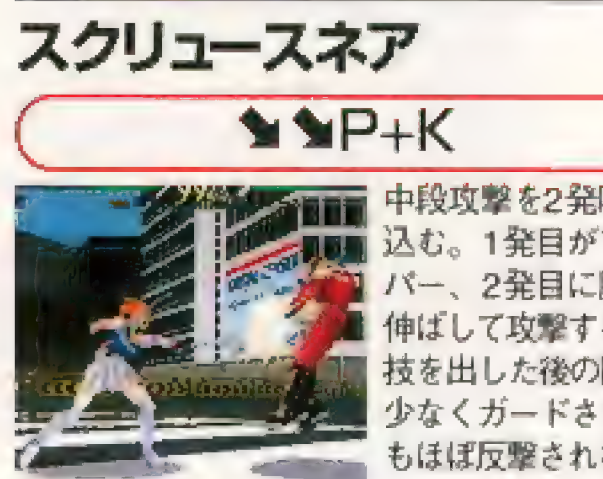 スクリュースネア
↘↘P+K
中段攻撃を2発
込む。1発目が
バー、2発目に
伸ばして攻撃す
技を出した後の
少なくガードさ
もほぼ反撃され